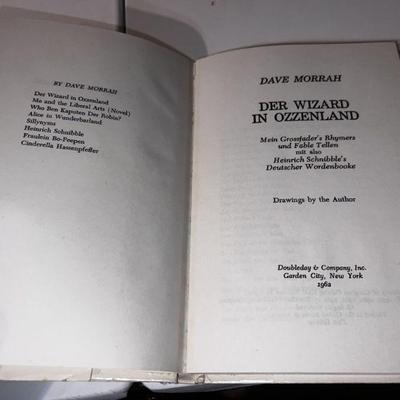 BY DAVE MORRAH
Der Wizard in Ozzenland
Me and the Liberal Arts (Novel)
Who Ben Kaputen Der Robin?
Alice in Wunderbarland
Sillynyms
Heinrich Schnibble
Fraulein Bo-Peepen
Cinderella Hassenpfeffer
DAVE MORRAH
DER WIZARD
IN OZZENLAND
Mein Grossfader's Rhymers
und Fable Tellen
mit also
Heinrich Schnibble's
Deutscher Wordenbooke
Drawings by the Author
Doubleday & Company, Inc.
Garden City, New York
1962